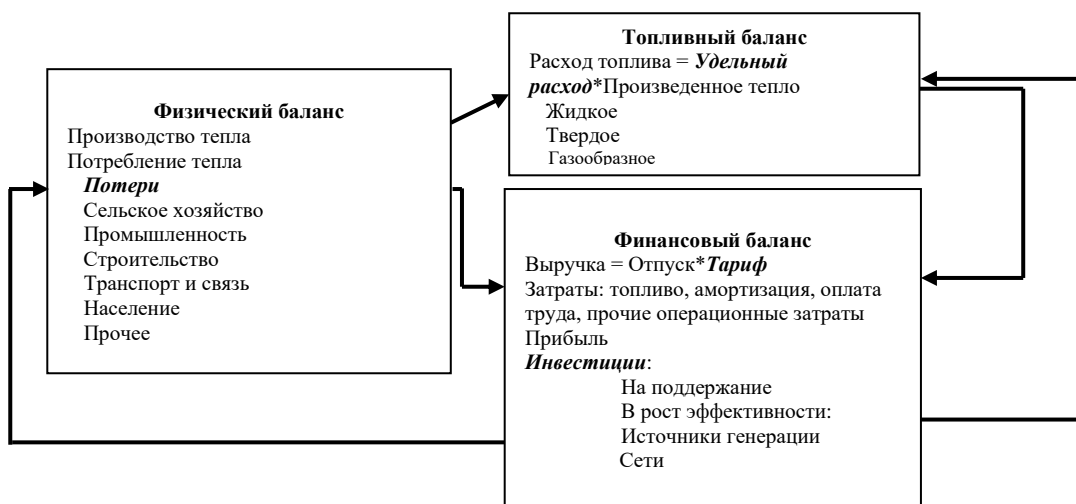 Физический баланс
Производство тепла
Потребление тепла
Потери
Сельское хозяйство
Промышленность
Строительство
Транспорт и связь
Население
Прочее
Топливный баланс
Расход топлива = Удельный
расход*Произведенное тепло
Жидкое
Твердое
Газообразное
Финансовый баланс
Выручка = Отпуск*Тариф
Затраты: топливо, амортизация, оплата
труда, прочие операционные затраты
Прибыль
Инвестиции:
На поддержание
В рост эффективности:
Источники генерации
Сети